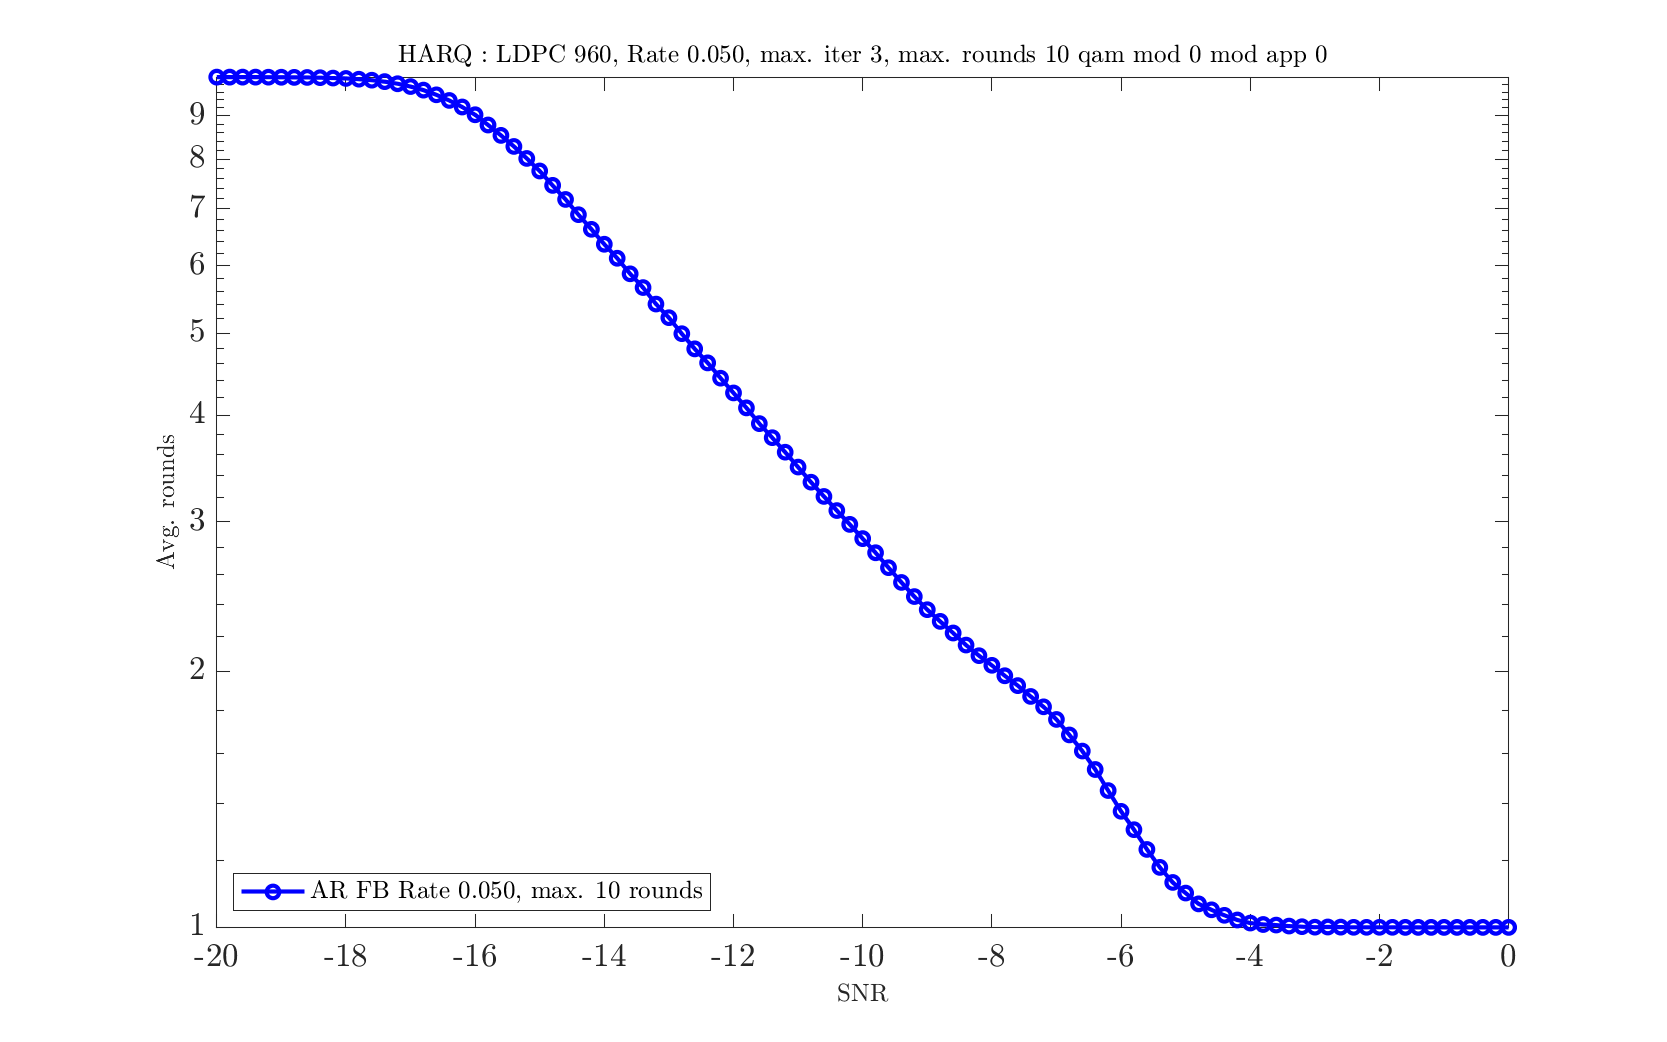 HARQ : LDPC 960, Rate 0.050, max. iter 3, max. rounds 10 qam mod 0 mod app 0
9
8
7
6
5
4
3
2
1
Avg. rounds
AR FB Rate 0.050, max. 10 rounds
-20 -18 -16 -14 -12 -10 -8 -6 -4 -2 0
SNR